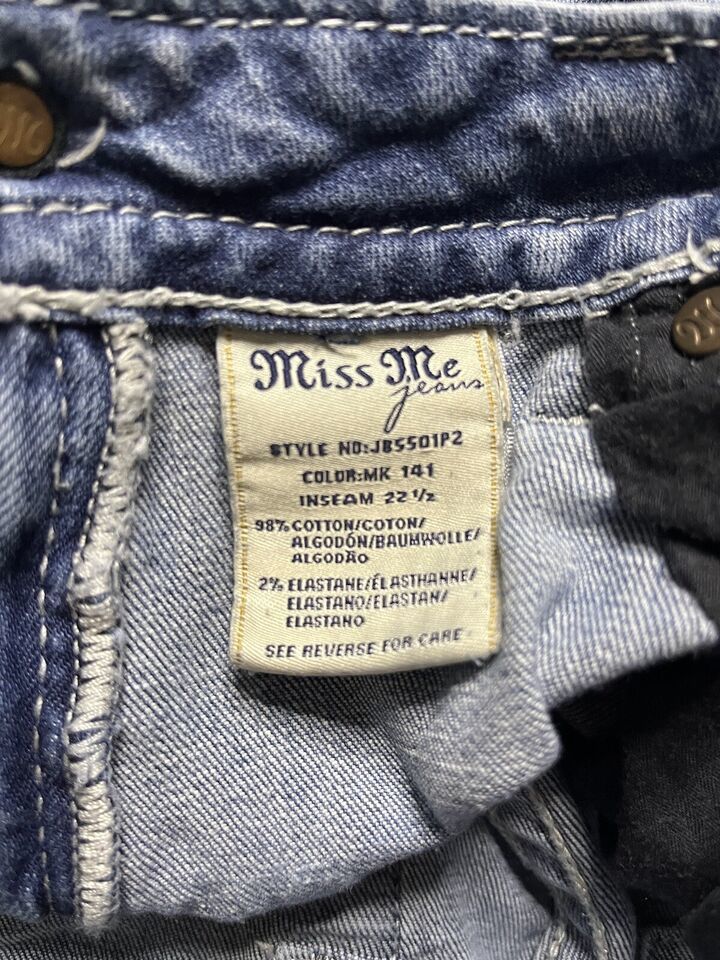 Miss Me
jeans
STYLE NO:JB5501P2
COLOR:MK 141
INSEAM 22 1/2
98% COTTON/COTON/
ALGODÓN/BAUMWOLLE/
ALGODÃO
2% ELASTANE/ÉLASTHANNE/
ELASTANO/ELASTAN/
ELASTANO
SEE REVERSE FOR CARE